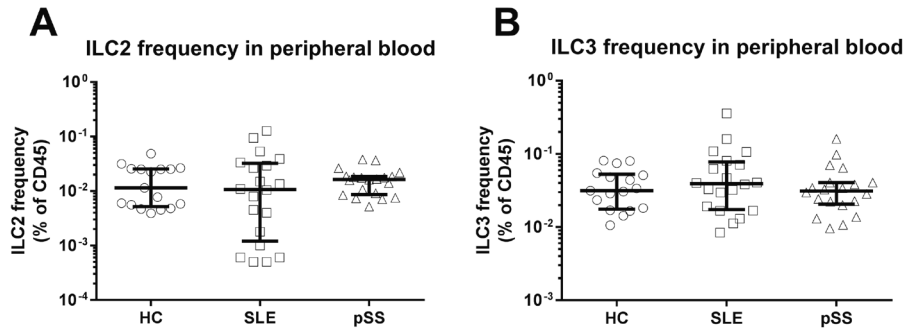 A
ILC2 frequency in peripheral blood
ILC2 frequency
(% of CD45)
10⁰
10⁻¹
10⁻²
10⁻³
10⁻⁴
HC
SLE
pSS
B
ILC3 frequency in peripheral blood
ILC3 frequency
(% of CD45)
10⁰
10⁻¹
10⁻²
10⁻³
HC
SLE
pSS